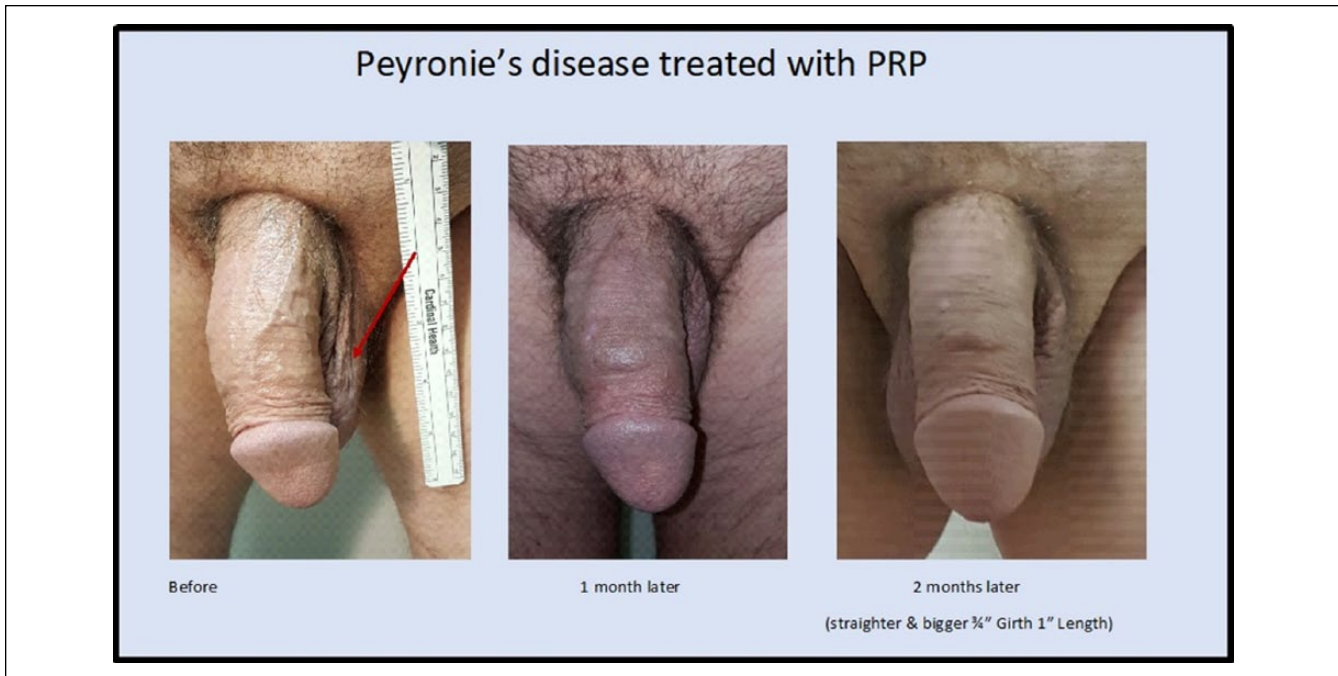 Peyronie’s disease treated with PRP
Cardinal Health
Before
1 month later
2 months later
(straighter & bigger ¾” Girth 1” Length)